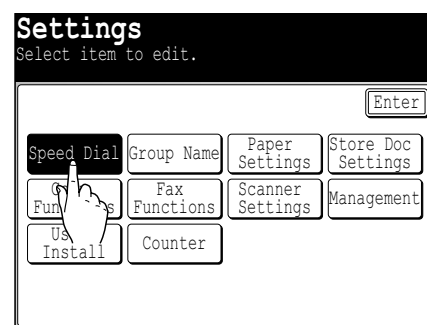 Settings
Select item to edit.
Enter
Speed Dial
Group Name
Paper
Settings
Store Doc
Settings
Fax
Functions
Scanner
Settings
Management
Install
Counter